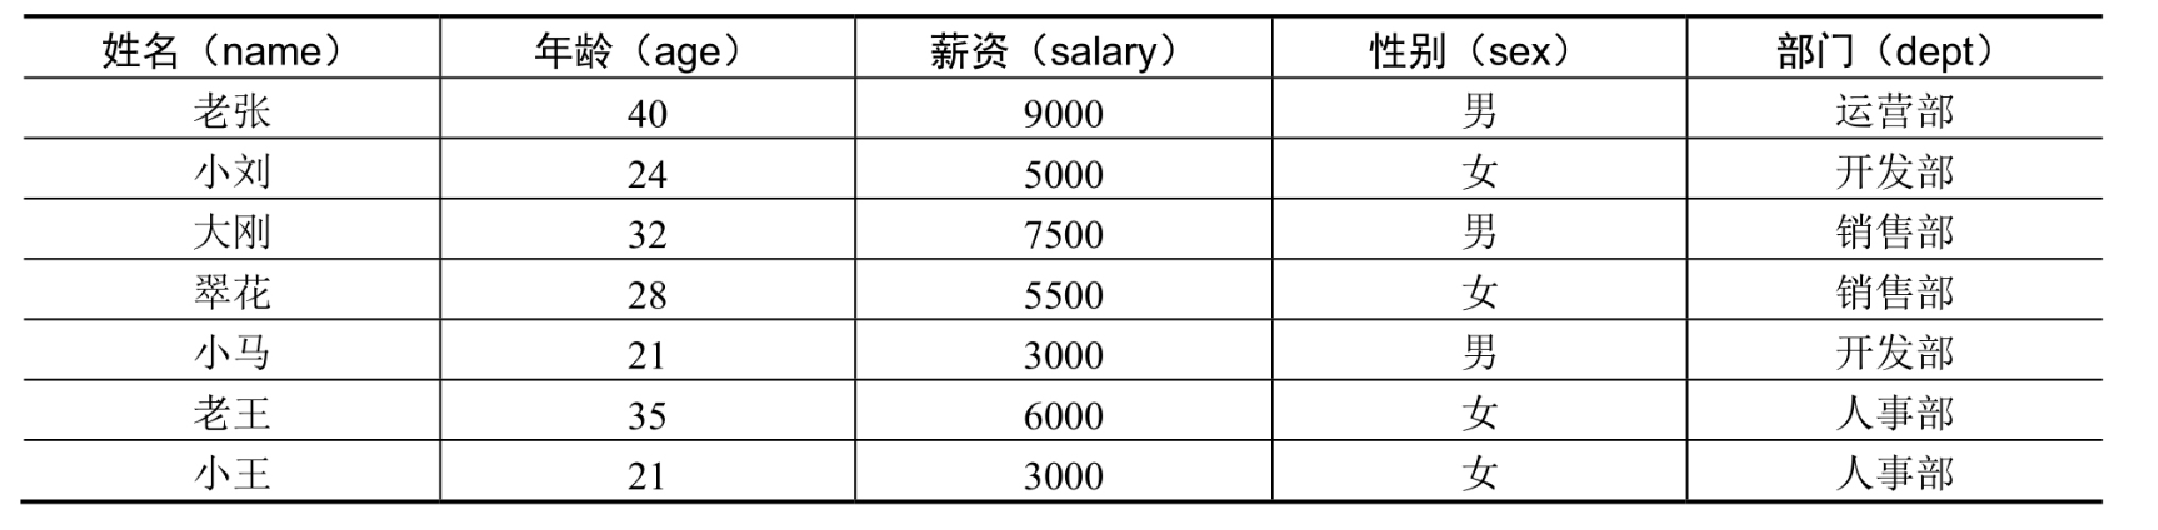 姓名（name） 年龄（age） 薪资（salary） 性别（sex） 部门（dept）
老张 40 9000 男 运营部
小刘 24 5000 女 开发部
大刚 32 7500 男 销售部
翠花 28 5500 女 销售部
小马 21 3000 男 开发部
老王 35 6000 女 人事部
小王 21 3000 女 人事部